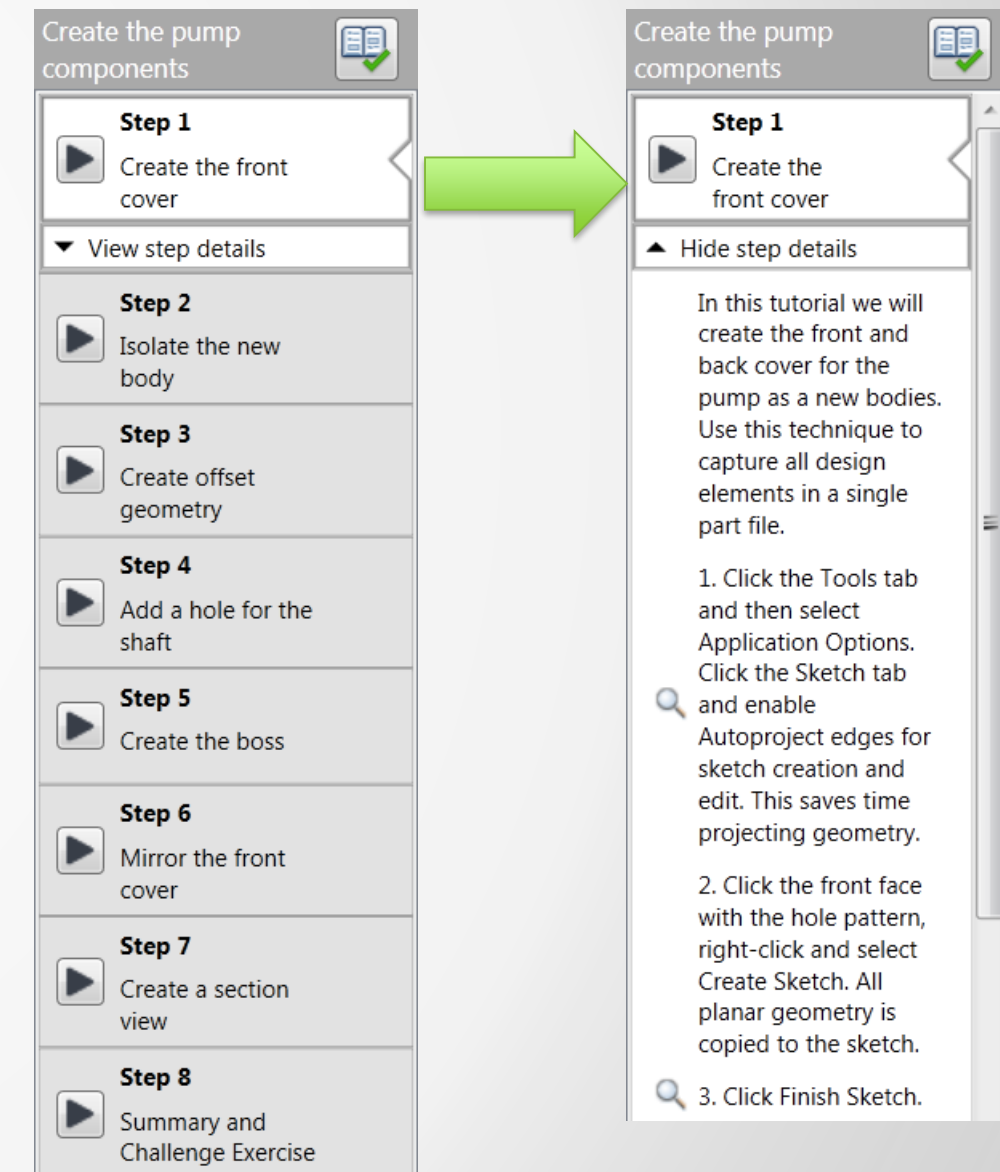 Create the pump
components
Step 1
Create the front
cover
View step details
Step 2
Isolate the new
body
Step 3
Create offset
geometry
Step 4
Add a hole for the
shaft
Step 5
Create the boss
Step 6
Mirror the front
cover
Step 7
Create a section
view
Step 8
Summary and
Challenge Exercise
Create the pump
components
Step 1
Create the
front cover
Hide step details
In this tutorial we will
create the front and
back cover for the
pump as a new bodies.
Use this technique to
capture all design
elements in a single
part file.
1. Click the Tools tab
and then select
Application Options.
Click the Sketch tab
and enable
Autoproject edges for
sketch creation and
edit. This saves time
projecting geometry.
2. Click the front face
with the hole pattern,
right-click and select
Create Sketch. All
planar geometry is
copied to the sketch.
3. Click Finish Sketch.